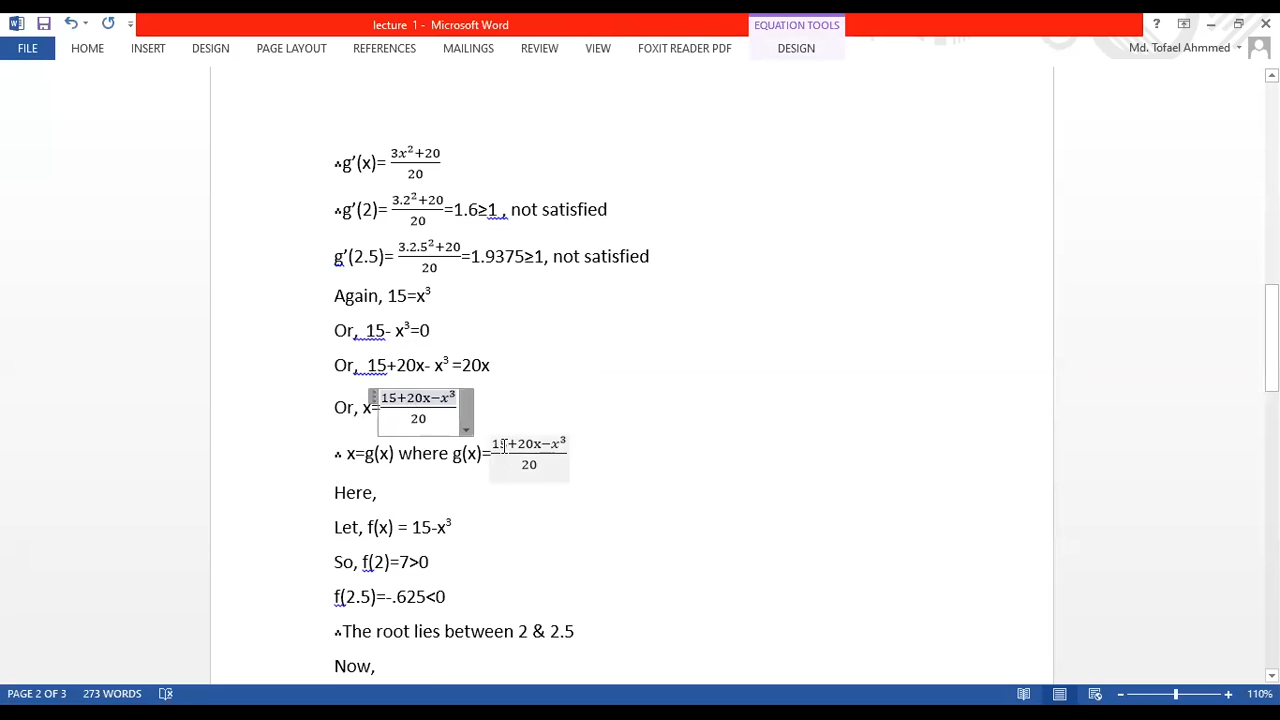 lecture 1 - Microsoft Word
EQUATION TOOLS
FILE HOME INSERT DESIGN PAGE LAYOUT REFERENCES MAILINGS REVIEW VIEW FOXIT READER PDF DESIGN Md. Tofael Ahmmed
∴g’(x)= (3x²+20)/20
∴g’(2)= (3.2²+20)/20=1.6≥1 , not satisfied
g’(2.5)= (3.2.5²+20)/20=1.9375≥1, not satisfied
Again, 15=x³
Or, 15- x³=0
Or, 15+20x- x³ =20x
Or, x=(15+20x−x³)/20
∴ x=g(x) where g(x)=(15+20x−x³)/20
Here,
Let, f(x) = 15-x³
So, f(2)=7>0
f(2.5)=-.625<0
∴The root lies between 2 & 2.5
Now,
PAGE 2 OF 3 273 WORDS 110%